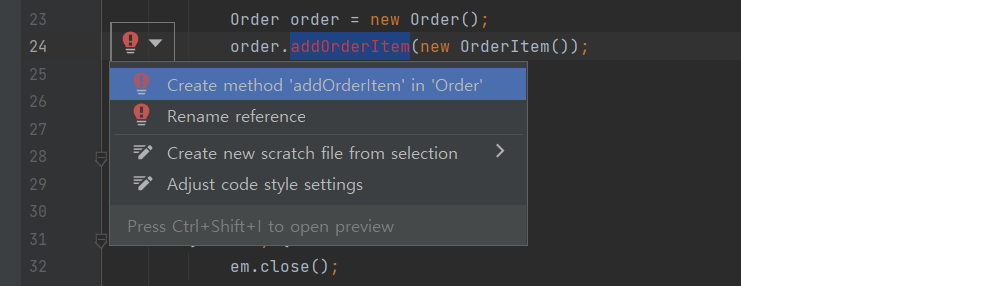 23 Order order = new Order();
24 order.addOrderItem(new OrderItem());
25
Create method 'addOrderItem' in 'Order'
26
Rename reference
27
28 Create new scratch file from selection
29 Adjust code style settings
30
Press Ctrl+Shift+I to open preview
31
32 em.close();